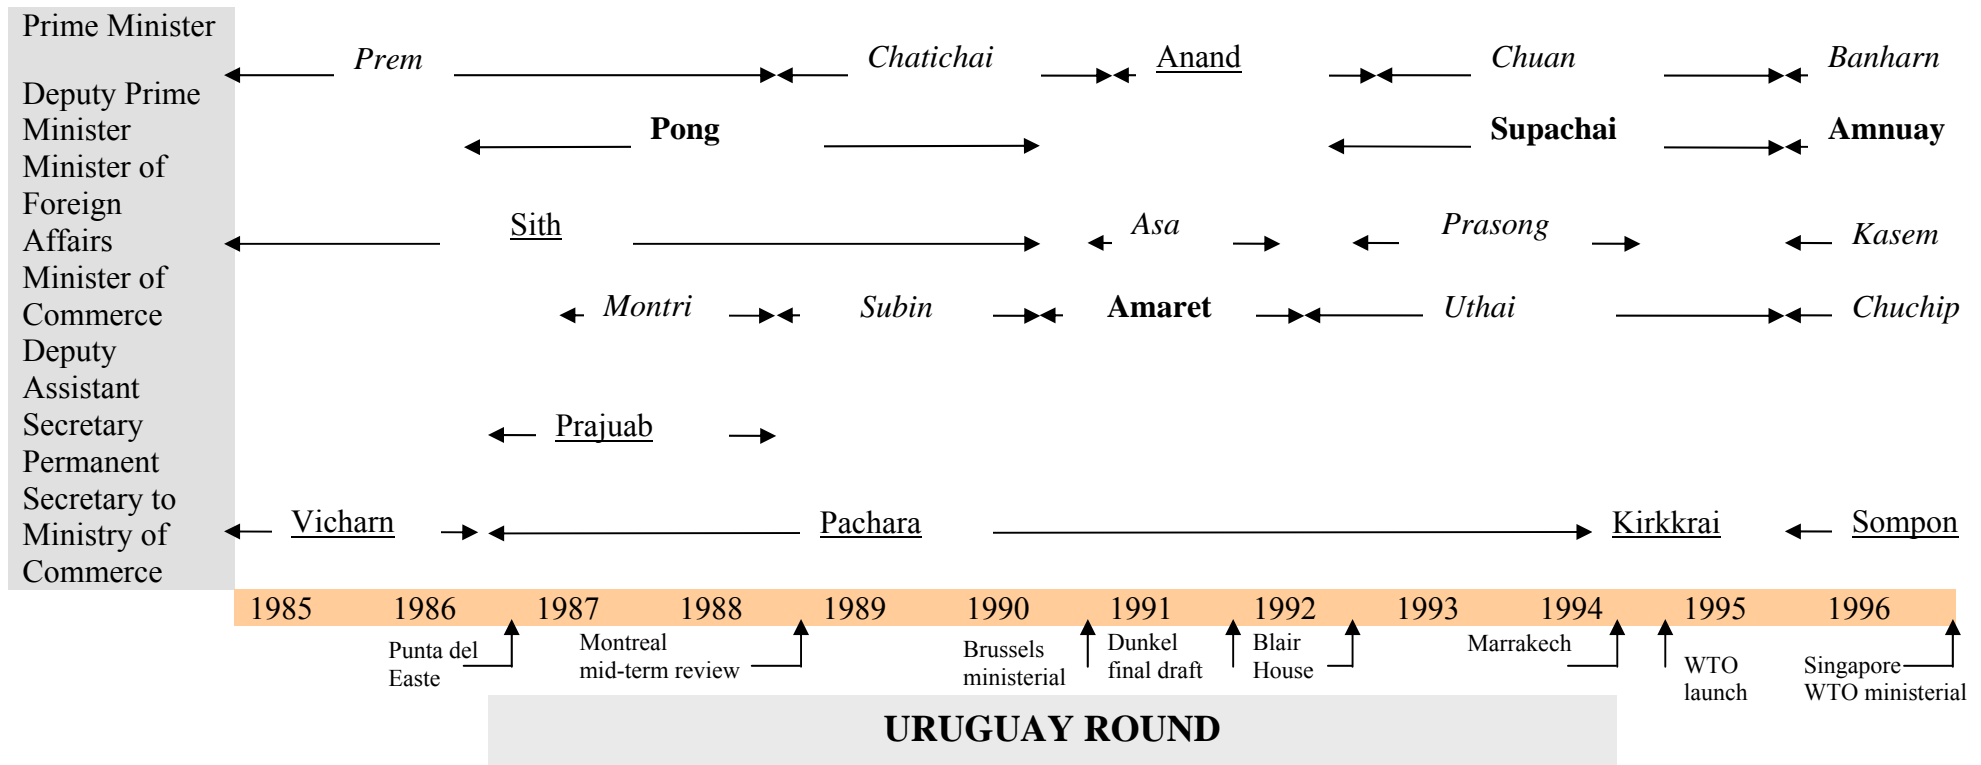 Prime Minister
Prem Chatichai Anand Chuan Banharn
Deputy Prime
Minister
Pong Supachai Amnuay
Minister of
Foreign
Affairs
Sith Asa Prasong Kasem
Minister of
Commerce
Montri Subin Amaret Uthai Chuchip
Deputy
Assistant
Secretary
Prajuab
Permanent
Secretary to
Ministry of
Commerce
Vicharn Pachara Kirkkrai Sompon
1985 1986 1987 1988 1989 1990 1991 1992 1993 1994 1995 1996
Punta del
Easte
Montreal
mid-term review
Brussels
ministerial
Dunkel
final draft
Blair
House
Marrakech
WTO
launch
Singapore
WTO ministerial
URUGUAY ROUND